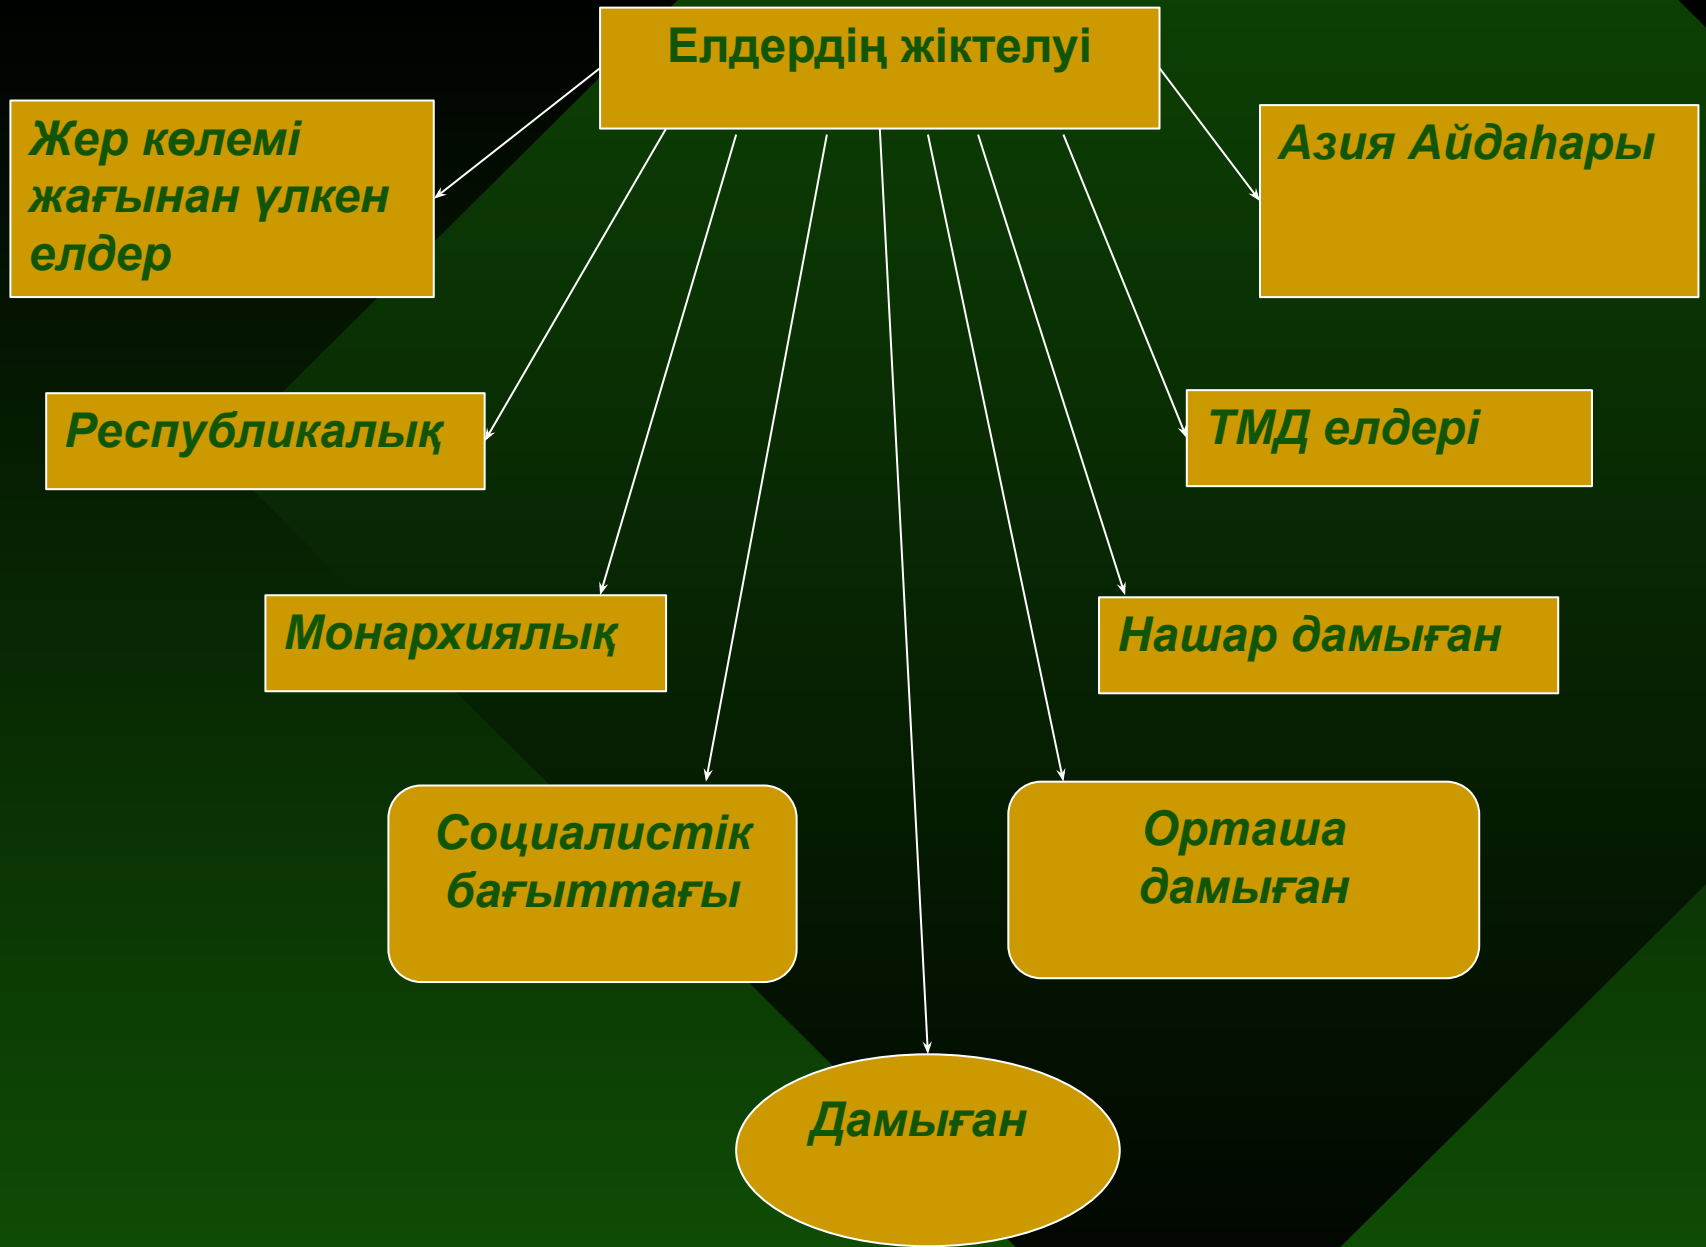 Елдердің жіктелуі
Жер көлемі
жағынан үлкен
елдер
Азия Айдаһары
Республикалық
ТМД елдері
Монархиялық
Нашар дамыған
Социалистік
бағыттағы
Орташа
дамыған
Дамыған